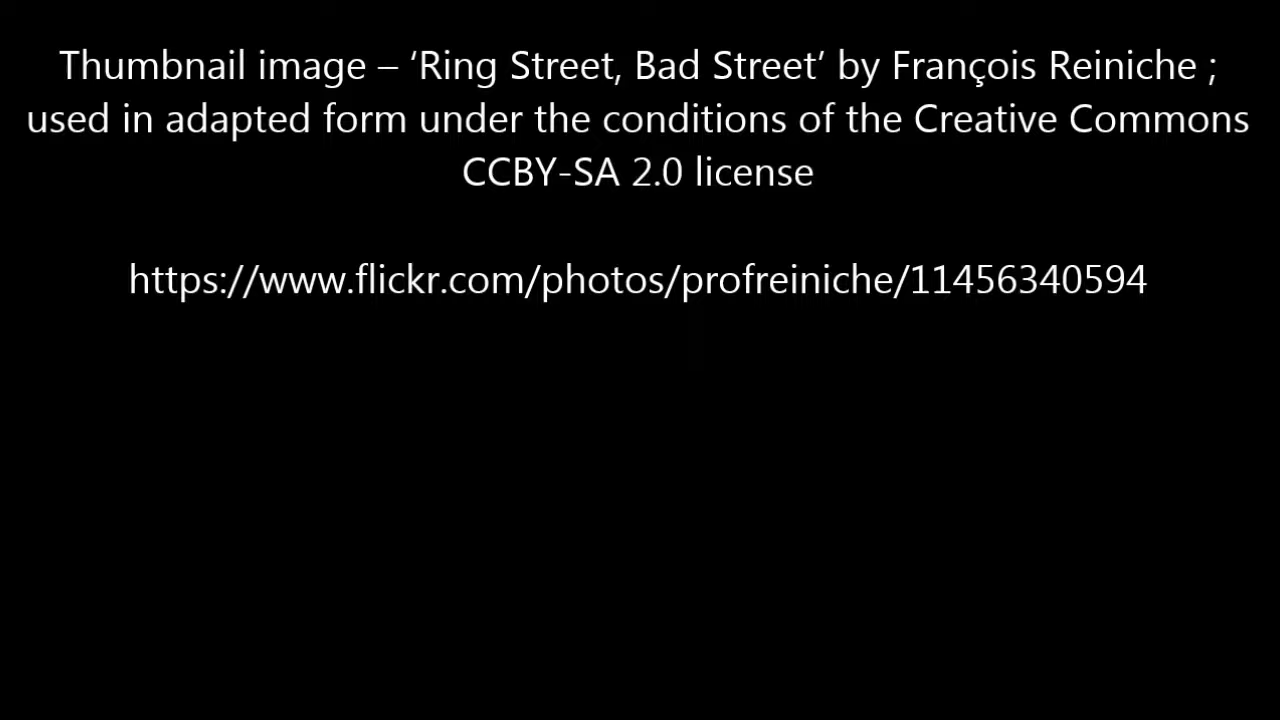 Thumbnail image – ‘Ring Street, Bad Street’ by François Reiniche ;
used in adapted form under the conditions of the Creative Commons
CCBY-SA 2.0 license
https://www.flickr.com/photos/profreiniche/11456340594